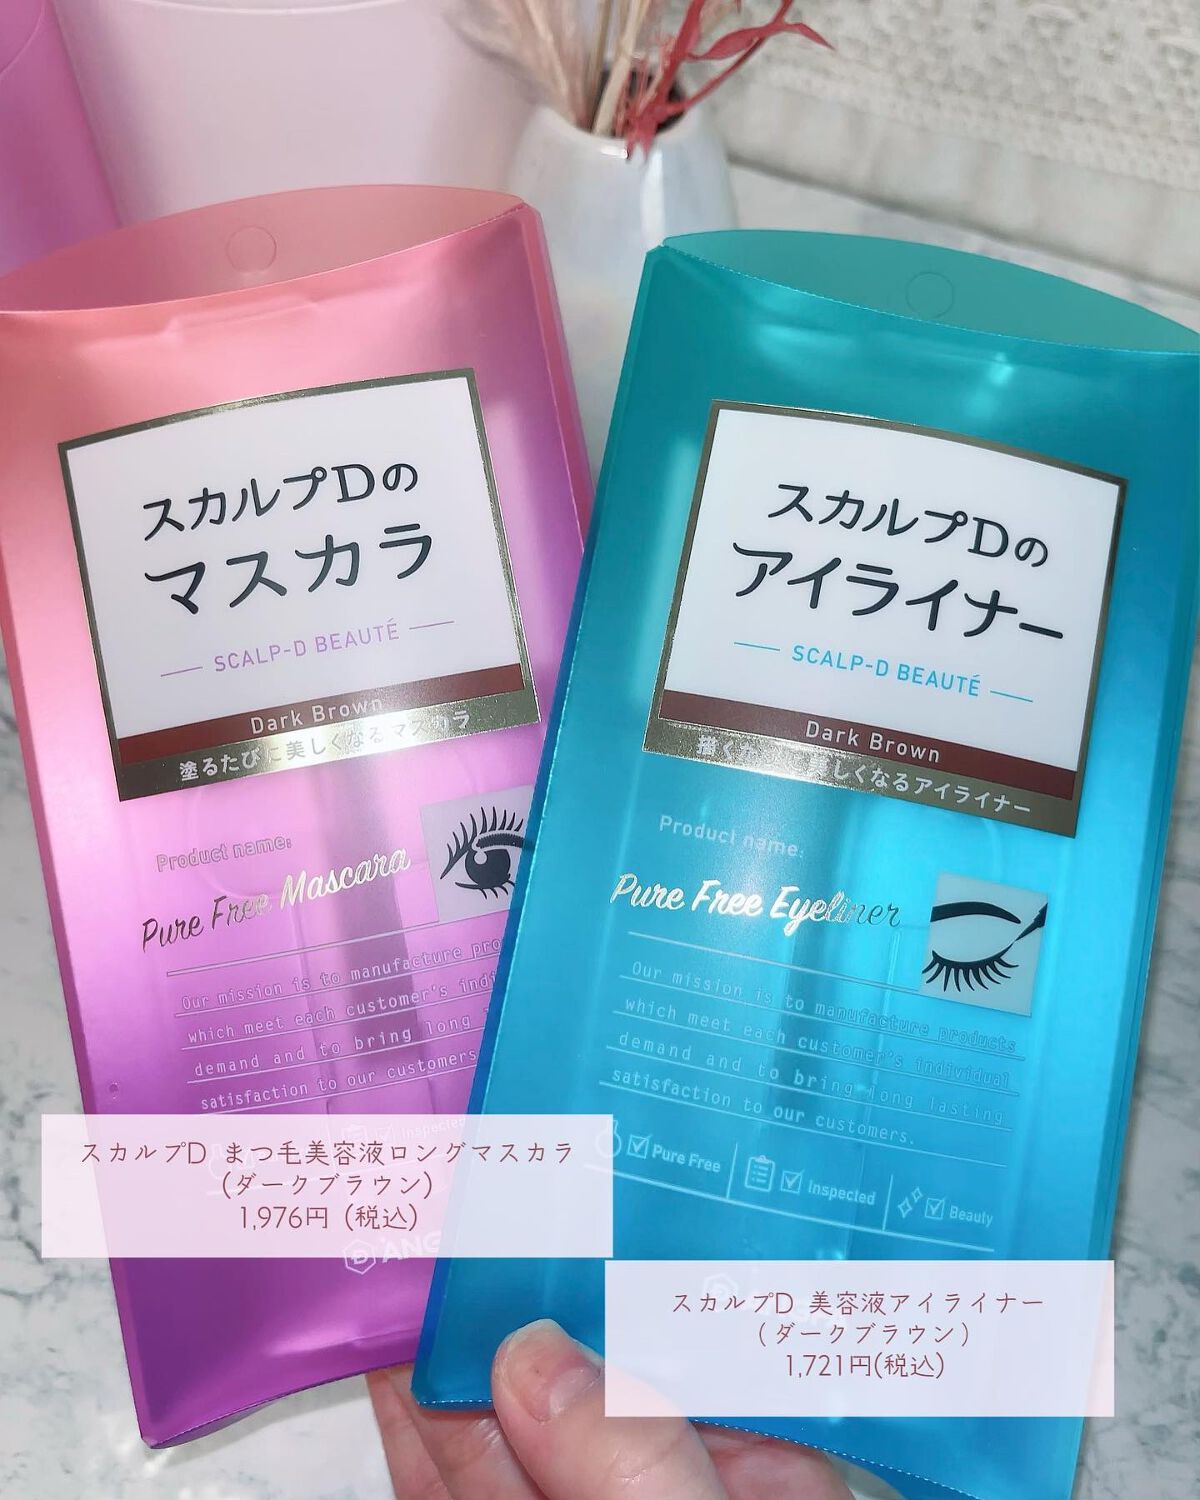 スカルプDの
マスカラ
SCALP-D BEAUTÉ
Dark Brown
塗るたびに美しくなるマスカラ
Product name:
Pure Free Mascara
Our mission is to manufacture pro
which meet each customer's indi
demand and to bring long
satisfaction to our customers
Inspected
ANG
スカルプDの
アイライナー
SCALP-D BEAUTÉ
Dark Brown
描くた 美しくなるアイライナー
Product name:
Pure Free Eyeliner
Our mission is to manufacture products
which meet each customer's individual
demand and to bring long lasting
satisfaction to our customers.
Pure Free
Inspected
Beauty
スカルプD まつ毛美容液ロングマスカラ
(ダークブラウン)
1,976円 (税込)
スカルプD 美容液アイライナー
(ダークブラウン)
1,721円(税込)